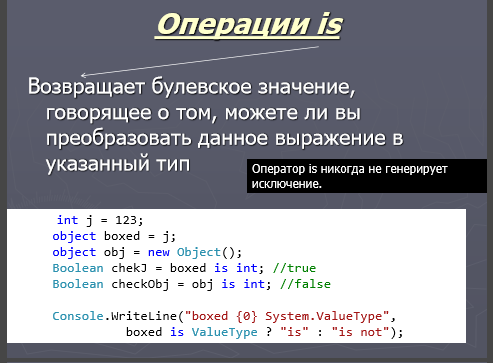 Операции is
Возвращает булевское значение,
говорящее о том, можете ли вы
преобразовать данное выражение в
указанный тип
Оператор is никогда не генерирует
исключение.
int j = 123;
object boxed = j;
object obj = new Object();
Boolean chekJ = boxed is int; //true
Boolean checkObj = obj is int; //false
Console.WriteLine("boxed {0} System.ValueType",
boxed is ValueType ? "is" : "is not");